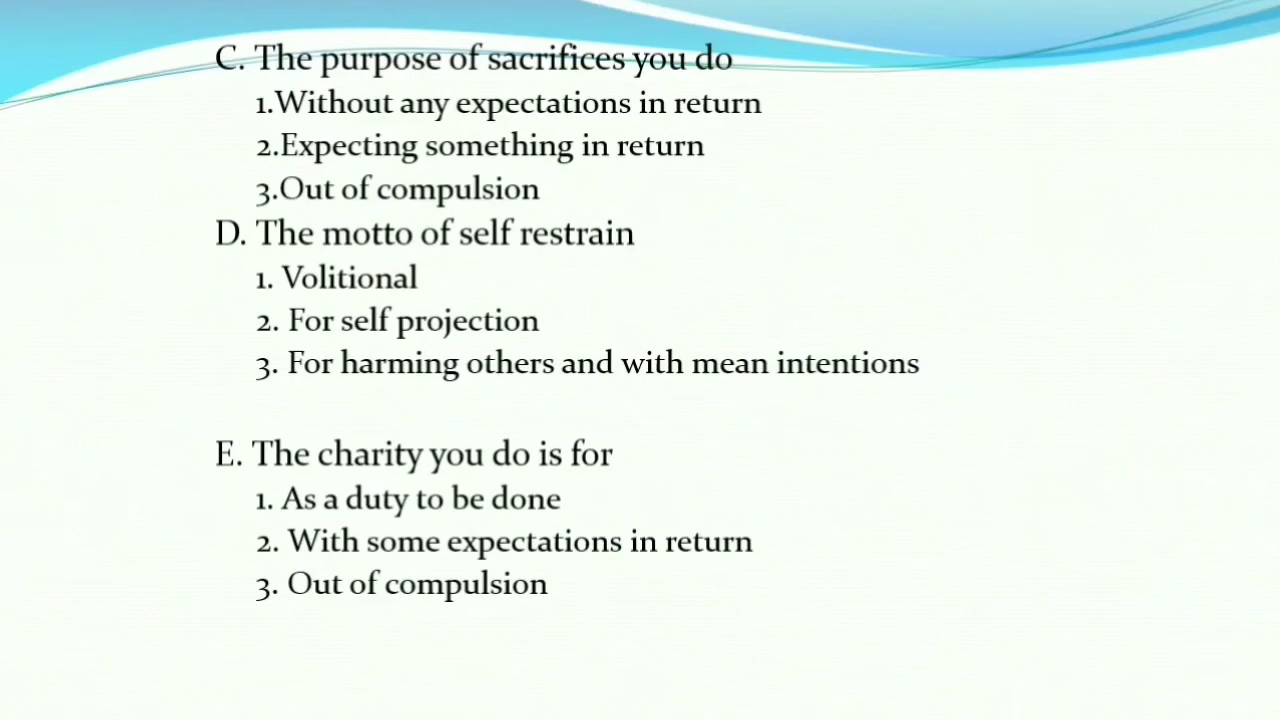 C. The purpose of sacrifices you do
1.Without any expectations in return
2.Expecting something in return
3.Out of compulsion
D. The motto of self restrain
1. Volitional
2. For self projection
3. For harming others and with mean intentions
E. The charity you do is for
1. As a duty to be done
2. With some expectations in return
3. Out of compulsion